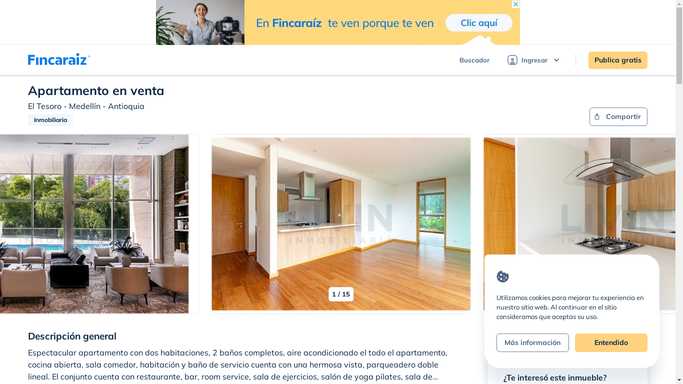 En Fincaraíz te ven porque te ven
Clic aquí
Fincaraíz
Buscador
Ingresar
Publica gratis
Apartamento en venta
El Tesoro - Medellín - Antioquia
Inmobiliaria
Compartir
1 / 15
Utilizamos cookies para mejorar tu experiencia en
nuestro sitio web. Al continuar en el sitio
consideramos que aceptas su uso.
Más información
Entendido
Descripción general
Espectacular apartamento con dos habitaciones, 2 baños completos, aire acondicionado el todo el apartamento,
cocina abierta, sala comedor, habitación y baño de servicio cuenta con una hermosa vista, parqueadero doble
lineal. El conjunto cuenta con restaurante, bar, room service, sala de ejercicios, salón de yoga pilates, sala de...
¿Te interesó este inmueble?